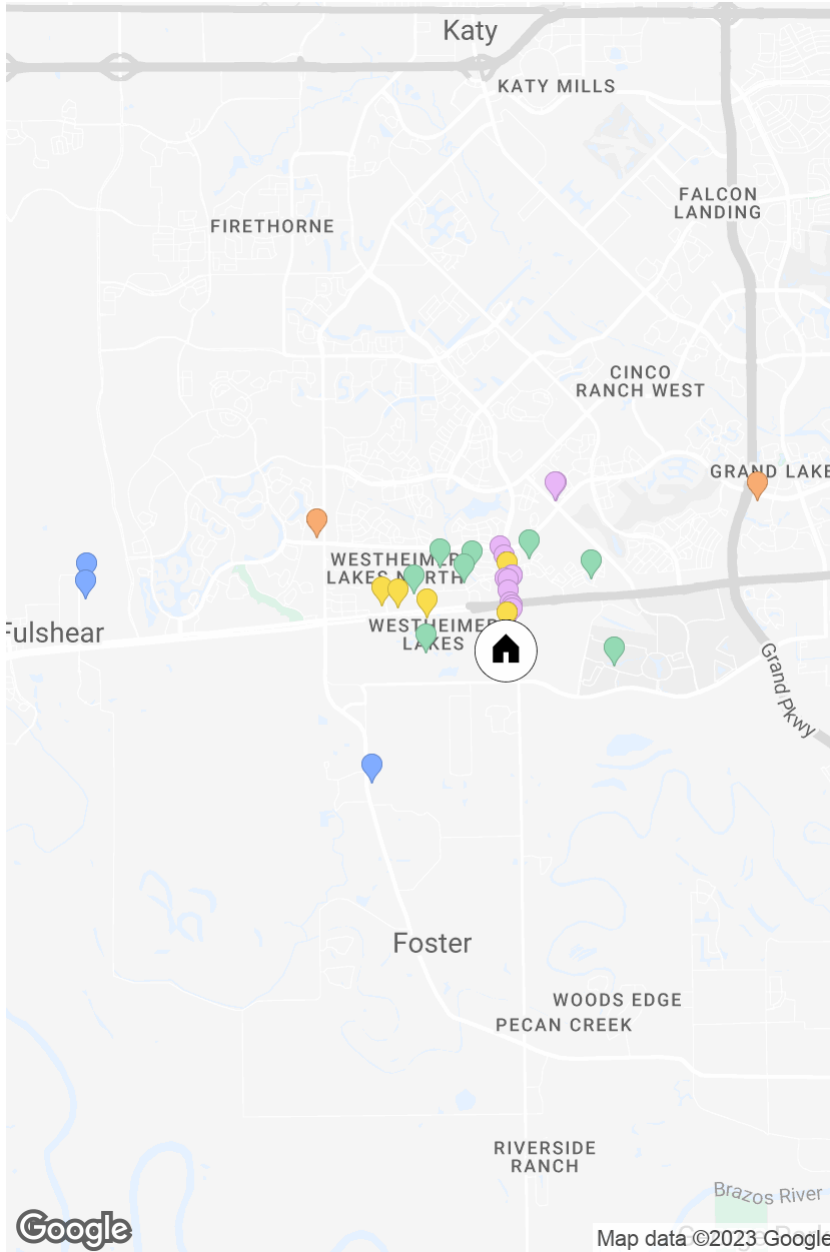 Katy
KATY MILLS
FALCON
LANDING
FIRETHORNE
CINCO
RANCH WEST
GRAND LAKE
WESTHEIMER
LAKES NORTH
Fulshear
WESTHEIMER
LAKES
Grand Pkwy
Foster
WOODS EDGE
PECAN CREEK
RIVERSIDE
RANCH
Brazos River
Google
Map data ©2023 Google